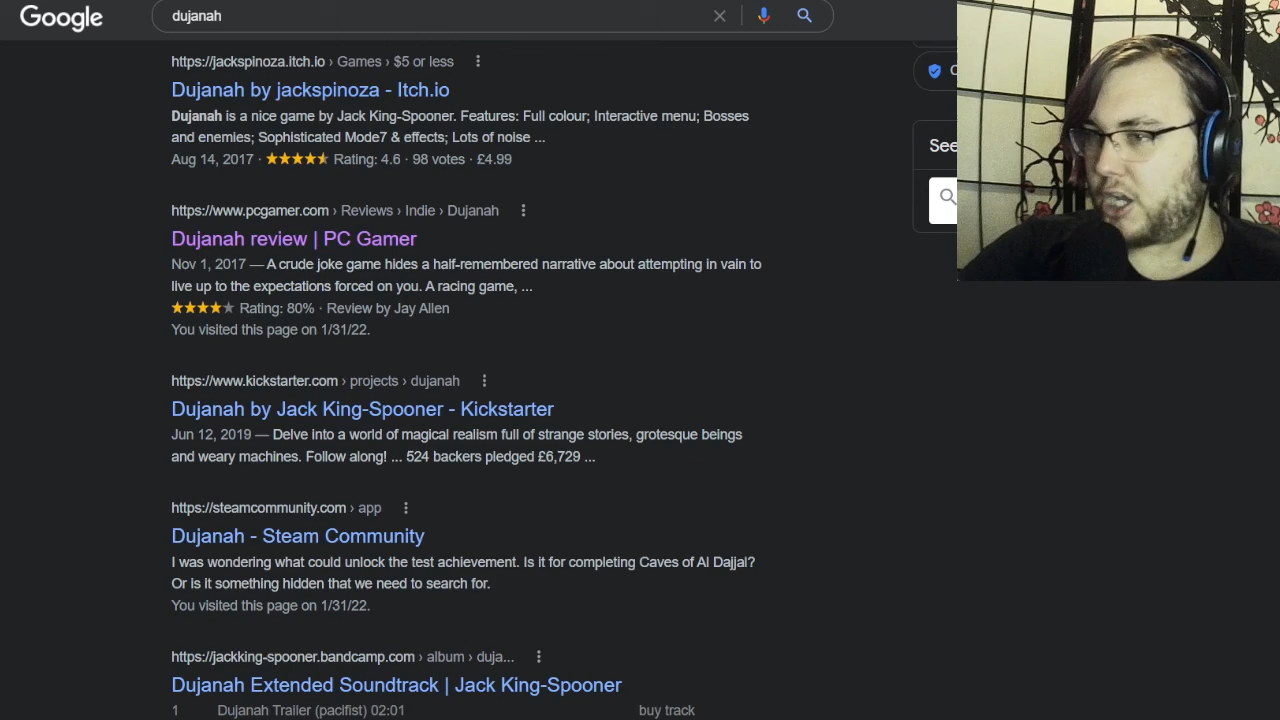 Google
dujanah
https://jackspinoza.itch.io › Games › $5 or less
Dujanah by jackspinoza - Itch.io
Dujanah is a nice game by Jack King-Spooner. Features: Full colour; Interactive menu; Bosses
and enemies; Sophisticated Mode7 & effects; Lots of noise ...
Aug 14, 2017 · Rating: 4.6 · 98 votes · £4.99
https://www.pcgamer.com › Reviews › Indie › Dujanah
Dujanah review | PC Gamer
Nov 1, 2017 — A crude joke game hides a half-remembered narrative about attempting in vain to
live up to the expectations forced on you. A racing game, ...
Rating: 80% · Review by Jay Allen
You visited this page on 1/31/22.
https://www.kickstarter.com › projects › dujanah
Dujanah by Jack King-Spooner - Kickstarter
Jun 12, 2019 — Delve into a world of magical realism full of strange stories, grotesque beings
and weary machines. Follow along! ... 524 backers pledged £6,729 ...
https://steamcommunity.com › app
Dujanah - Steam Community
I was wondering what could unlock the test achievement. Is it for completing Caves of Al Dajjal?
Or is it something hidden that we need to search for.
You visited this page on 1/31/22.
https://jackking-spooner.bandcamp.com › album › duja...
Dujanah Extended Soundtrack | Jack King-Spooner
1 Dujanah Trailer (pacifist) 02:01 buy track
See